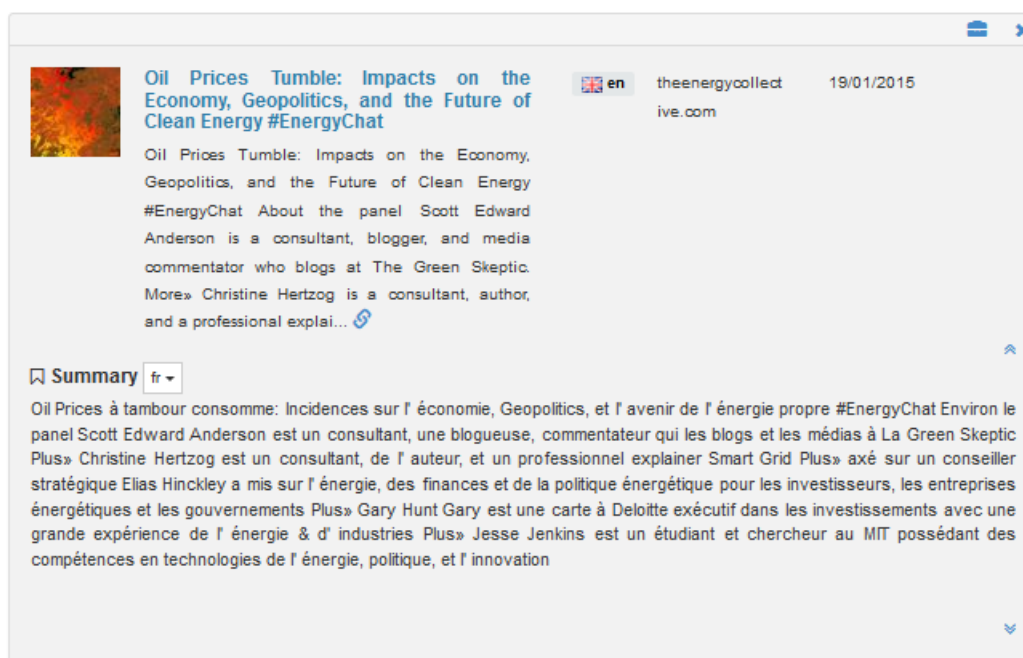 Oil Prices Tumble: Impacts on the
Economy, Geopolitics, and the Future of
Clean Energy #EnergyChat
en
theenergycollect
ive.com
19/01/2015
Oil Prices Tumble: Impacts on the Economy,
Geopolitics, and the Future of Clean Energy
#EnergyChat About the panel Scott Edward
Anderson is a consultant, blogger, and media
commentator who blogs at The Green Skeptic.
More» Christine Hertzog is a consultant, author,
and a professional explai...
Summary fr
Oil Prices à tambour consomme: Incidences sur l' économie, Geopolitics, et l' avenir de l' énergie propre #EnergyChat Environ le
panel Scott Edward Anderson est un consultant, une blogueuse, commentateur qui les blogs et les médias à La Green Skeptic
Plus» Christine Hertzog est un consultant, de l' auteur, et un professionnel explainer Smart Grid Plus» axé sur un conseiller
stratégique Elias Hinckley a mis sur l' énergie, des finances et de la politique énergétique pour les investisseurs, les entreprises
énergétiques et les gouvernements Plus» Gary Hunt Gary est une carte à Deloitte exécutif dans les investissements avec une
grande expérience de l' énergie & d' industries Plus» Jesse Jenkins est un étudiant et chercheur au MIT possédant des
compétences en technologies de l' énergie, politique, et l' innovation